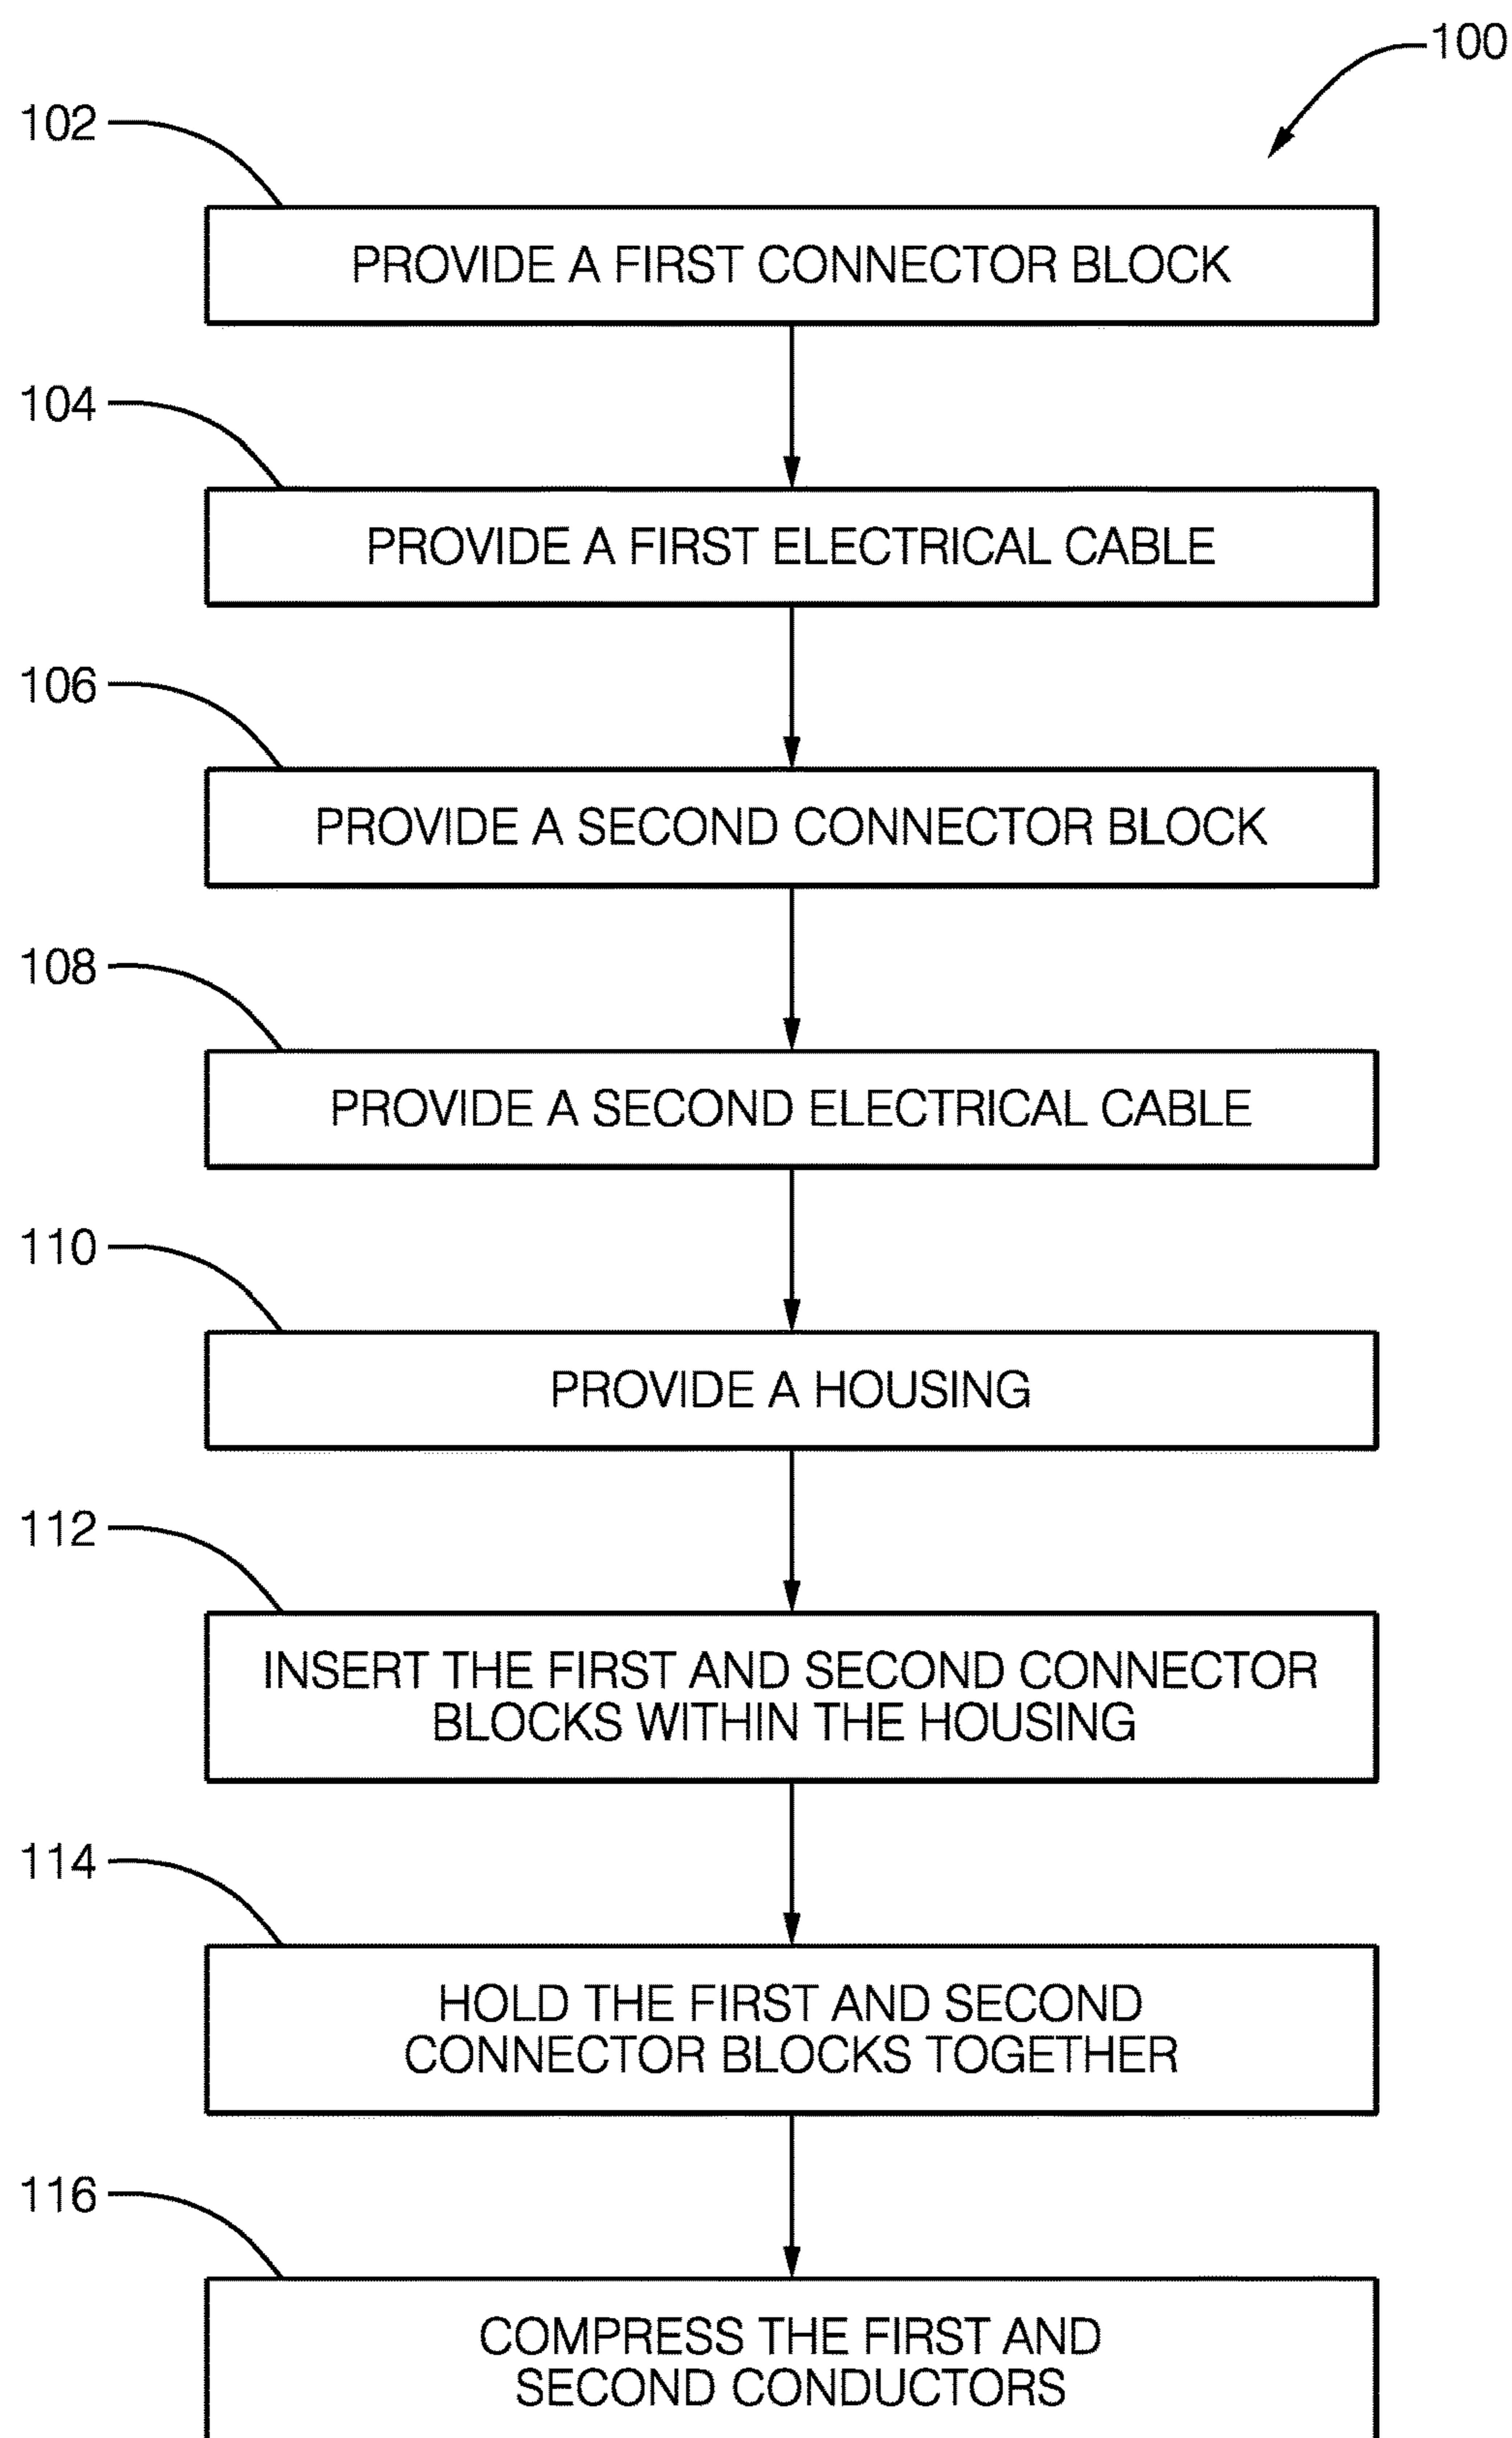 100
102
PROVIDE A FIRST CONNECTOR BLOCK
104
PROVIDE A FIRST ELECTRICAL CABLE
106
PROVIDE A SECOND CONNECTOR BLOCK
108
PROVIDE A SECOND ELECTRICAL CABLE
110
PROVIDE A HOUSING
112
INSERT THE FIRST AND SECOND CONNECTOR
BLOCKS WITHIN THE HOUSING
114
HOLD THE FIRST AND SECOND
CONNECTOR BLOCKS TOGETHER
116
COMPRESS THE FIRST AND
SECOND CONDUCTORS